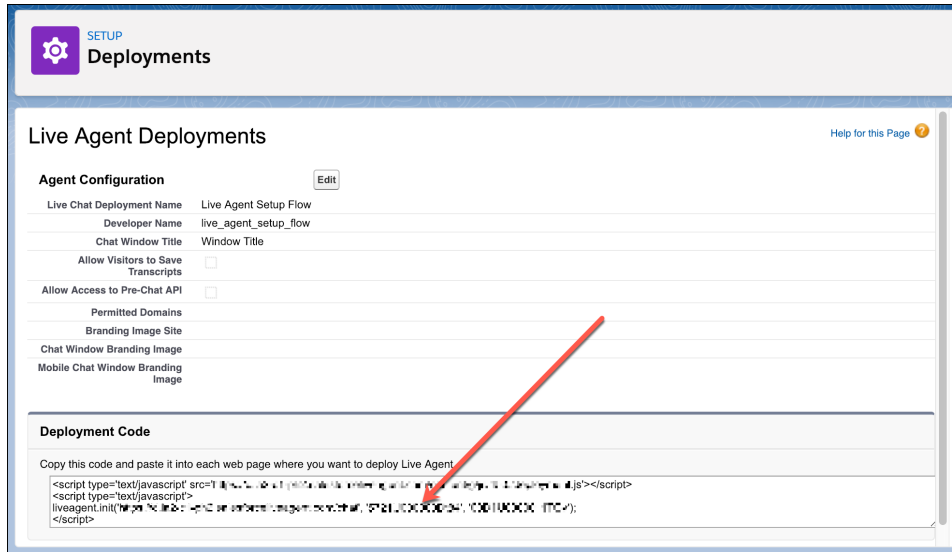 SETUP
Deployments
Live Agent Deployments
Help for this Page
?
Agent Configuration
Edit
Live Chat Deployment Name Live Agent Setup Flow
Developer Name live_agent_setup_flow
Chat Window Title Window Title
Allow Visitors to Save
Transcripts
Allow Access to Pre-Chat API
Permitted Domains
Branding Image Site
Chat Window Branding Image
Mobile Chat Window Branding
Image
Deployment Code
Copy this code and paste it into each web page where you want to deploy Live Agent
<script type='text/javascript' src=' .js'></script>
<script type='text/javascript'>
liveagent.init('
</script>